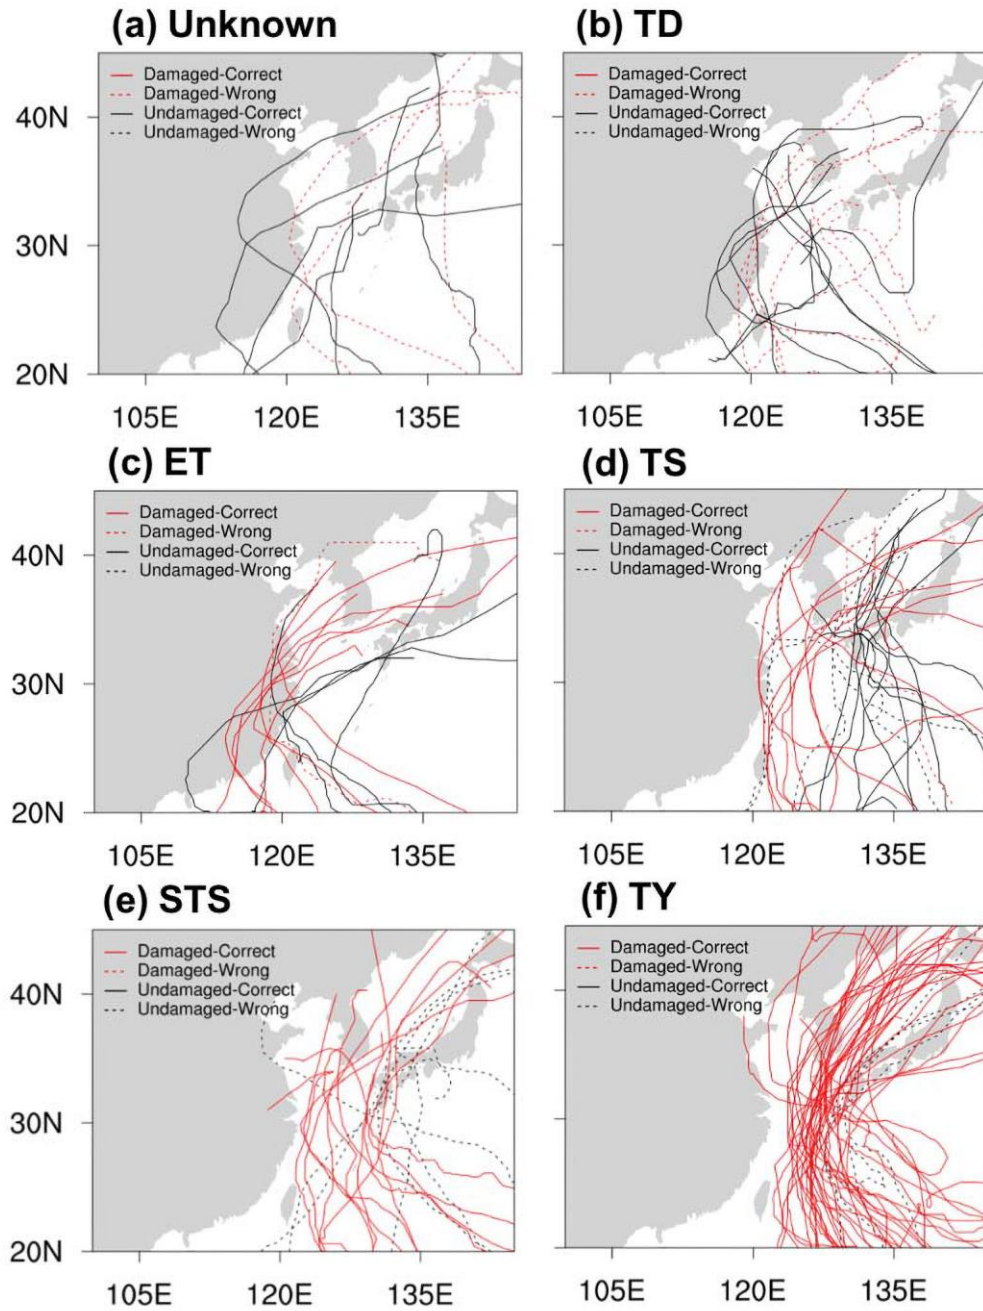 (a) Unknown
Damaged-Correct
Damaged-Wrong
Undamaged-Correct
Undamaged-Wrong
40N
30N
20N
105E 120E 135E
(b) TD
Damaged-Correct
Damaged-Wrong
Undamaged-Correct
Undamaged-Wrong
105E 120E 135E
(c) ET
Damaged-Correct
Damaged-Wrong
Undamaged-Correct
Undamaged-Wrong
40N
30N
20N
105E 120E 135E
(d) TS
Damaged-Correct
Damaged-Wrong
Undamaged-Correct
Undamaged-Wrong
105E 120E 135E
(e) STS
Damaged-Correct
Damaged-Wrong
Undamaged-Correct
Undamaged-Wrong
40N
30N
20N
105E 120E 135E
(f) TY
Damaged-Correct
Damaged-Wrong
Undamaged-Correct
Undamaged-Wrong
105E 120E 135E